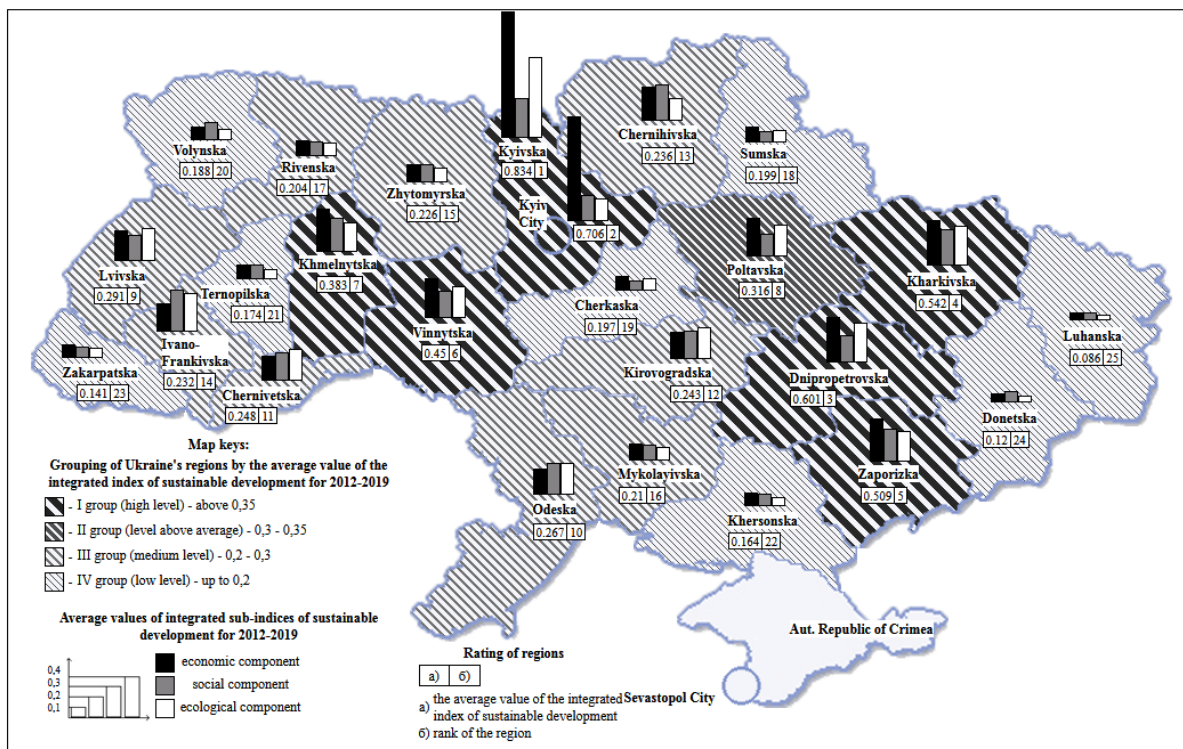 Kyivska
0.834 1
Chernihivska
0.236 13
Volynska
0.188 20
Rivenska
0.204 17
Sumska
0.199 18
Zhytomyrska
0.226 15
Kyiv
City
0.706 2
Khmelnytska
0.383 7
Poltavska
0.316 8
Kharkivska
0.542 4
Lvivska
0.291 9
Ternopilska
0.174 21
Vinnytska
0.45 6
Cherkaska
0.197 19
Luhanska
0.086 25
Ivano-
Frankivska
0.232 14
Zakarpatska
0.141 23
Chernivetska
0.248 11
Kirovogradska
0.243 12
Dnipropetrovska
0.601 3
Donetska
0.12 24
Mykolayivska
0.21 16
Zaporizka
0.509 5
Odeska
0.267 10
Khersonska
0.164 22
Map keys:
Grouping of Ukraine's regions by the average value of the
integrated index of sustainable development for 2012-2019
- I group (high level) - above 0,35
- II group (level above average) - 0,3 - 0,35
- III group (medium level) - 0,2 - 0,3
- IV group (low level) - up to 0,2
Average values of integrated sub-indices of sustainable
development for 2012-2019
0,4
0,3
0,2
0,1
economic component
social component
ecological component
Rating of regions
a) б)
a) the average value of the integrated
index of sustainable development
б) rank of the region
Aut. Republic of Crimea
Sevastopol City